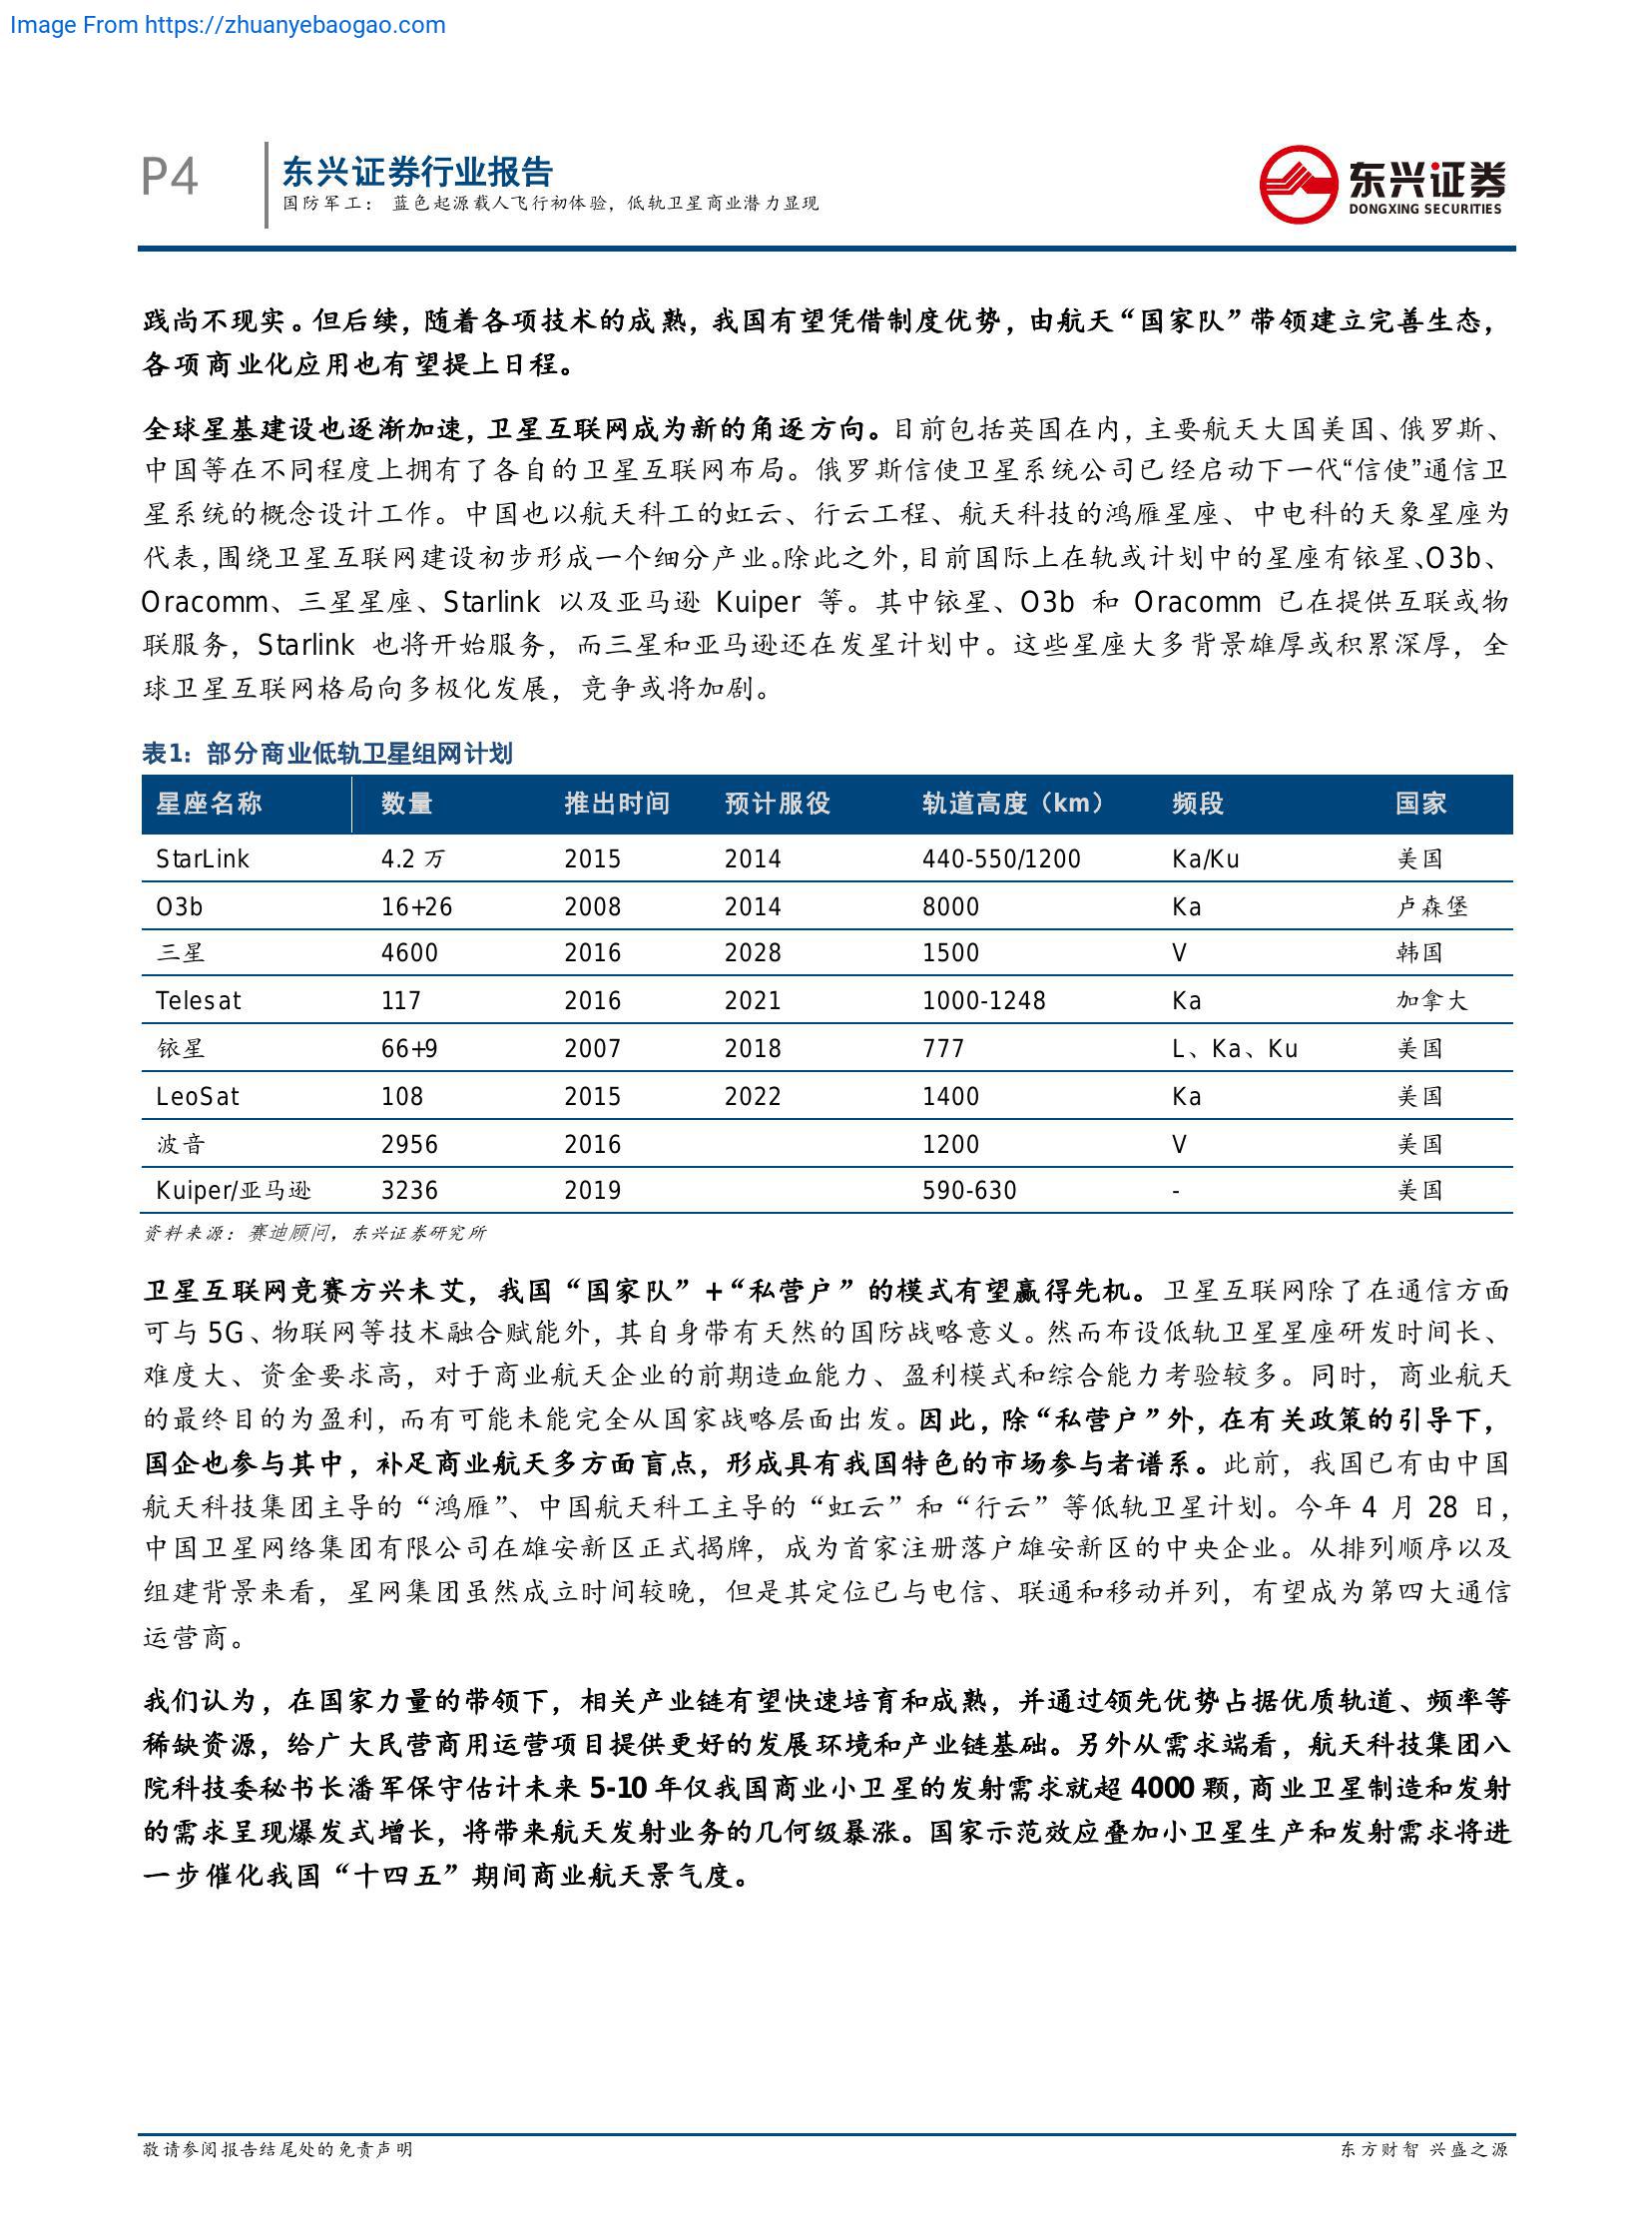 Image From https://zhuanyebaogao.com
P4
东兴证券行业报告
国防军工： 蓝色起源载人飞行初体验，低轨卫星商业潜力显现
东兴证券
DONGXING SECURITIES
践尚不现实。但后续，随着各项技术的成熟，我国有望凭借制度优势，由航天“国家队”带领建立完善生态，
各项商业化应用也有望提上日程。
全球星基建设也逐渐加速，卫星互联网成为新的角逐方向。目前包括英国在内，主要航天大国美国、俄罗斯、
中国等在不同程度上拥有了各自的卫星互联网布局。俄罗斯信使卫星系统公司已经启动下一代“信使”通信卫
星系统的概念设计工作。中国也以航天科工的虹云、行云工程、航天科技的鸿雁星座、中电科的天象星座为
代表，围绕卫星互联网建设初步形成一个细分产业。除此之外，目前国际上在轨或计划中的星座有铱星、O3b、
Oracomm、三星星座、Starlink 以及亚马逊 Kuiper 等。其中铱星、O3b 和 Oracomm 已在提供互联或物
联服务，Starlink 也将开始服务，而三星和亚马逊还在发星计划中。这些星座大多背景雄厚或积累深厚，全
球卫星互联网格局向多极化发展，竞争或将加剧。
表1：部分商业低轨卫星组网计划
星座名称 数量 推出时间 预计服役 轨道高度（km） 频段 国家
StarLink 4.2 万 2015 2014 440-550/1200 Ka/Ku 美国
O3b 16+26 2008 2014 8000 Ka 卢森堡
三星 4600 2016 2028 1500 V 韩国
Telesat 117 2016 2021 1000-1248 Ka 加拿大
铱星 66+9 2007 2018 777 L、Ka、Ku 美国
LeoSat 108 2015 2022 1400 Ka 美国
波音 2956 2016 1200 V 美国
Kuiper/亚马逊 3236 2019 590-630 - 美国
资料来源：赛迪顾问，东兴证券研究所
卫星互联网竞赛方兴未艾，我国“国家队”+“私营户”的模式有望赢得先机。卫星互联网除了在通信方面
可与 5G、物联网等技术融合赋能外，其自身带有天然的国防战略意义。然而布设低轨卫星星座研发时间长、
难度大、资金要求高，对于商业航天企业的前期造血能力、盈利模式和综合能力考验较多。同时，商业航天
的最终目的为盈利，而有可能未能完全从国家战略层面出发。因此，除“私营户”外，在有关政策的引导下，
国企也参与其中，补足商业航天多方面盲点，形成具有我国特色的市场参与者谱系。此前，我国已有由中国
航天科技集团主导的“鸿雁”、中国航天科工主导的“虹云”和“行云”等低轨卫星计划。今年 4 月 28 日，
中国卫星网络集团有限公司在雄安新区正式揭牌，成为首家注册落户雄安新区的中央企业。从排列顺序以及
组建背景来看，星网集团虽然成立时间较晚，但是其定位已与电信、联通和移动并列，有望成为第四大通信
运营商。
我们认为，在国家力量的带领下，相关产业链有望快速培育和成熟，并通过领先优势占据优质轨道、频率等
稀缺资源，给广大民营商用运营项目提供更好的发展环境和产业链基础。另外从需求端看，航天科技集团八
院科技委秘书长潘军保守估计未来 5-10 年仅我国商业小卫星的发射需求就超 4000 颗，商业卫星制造和发射
的需求呈现爆发式增长，将带来航天发射业务的几何级暴涨。国家示范效应叠加小卫星生产和发射需求将进
一步催化我国“十四五”期间商业航天景气度。
敬请参阅报告结尾处的免责声明
东方财智 兴盛之源